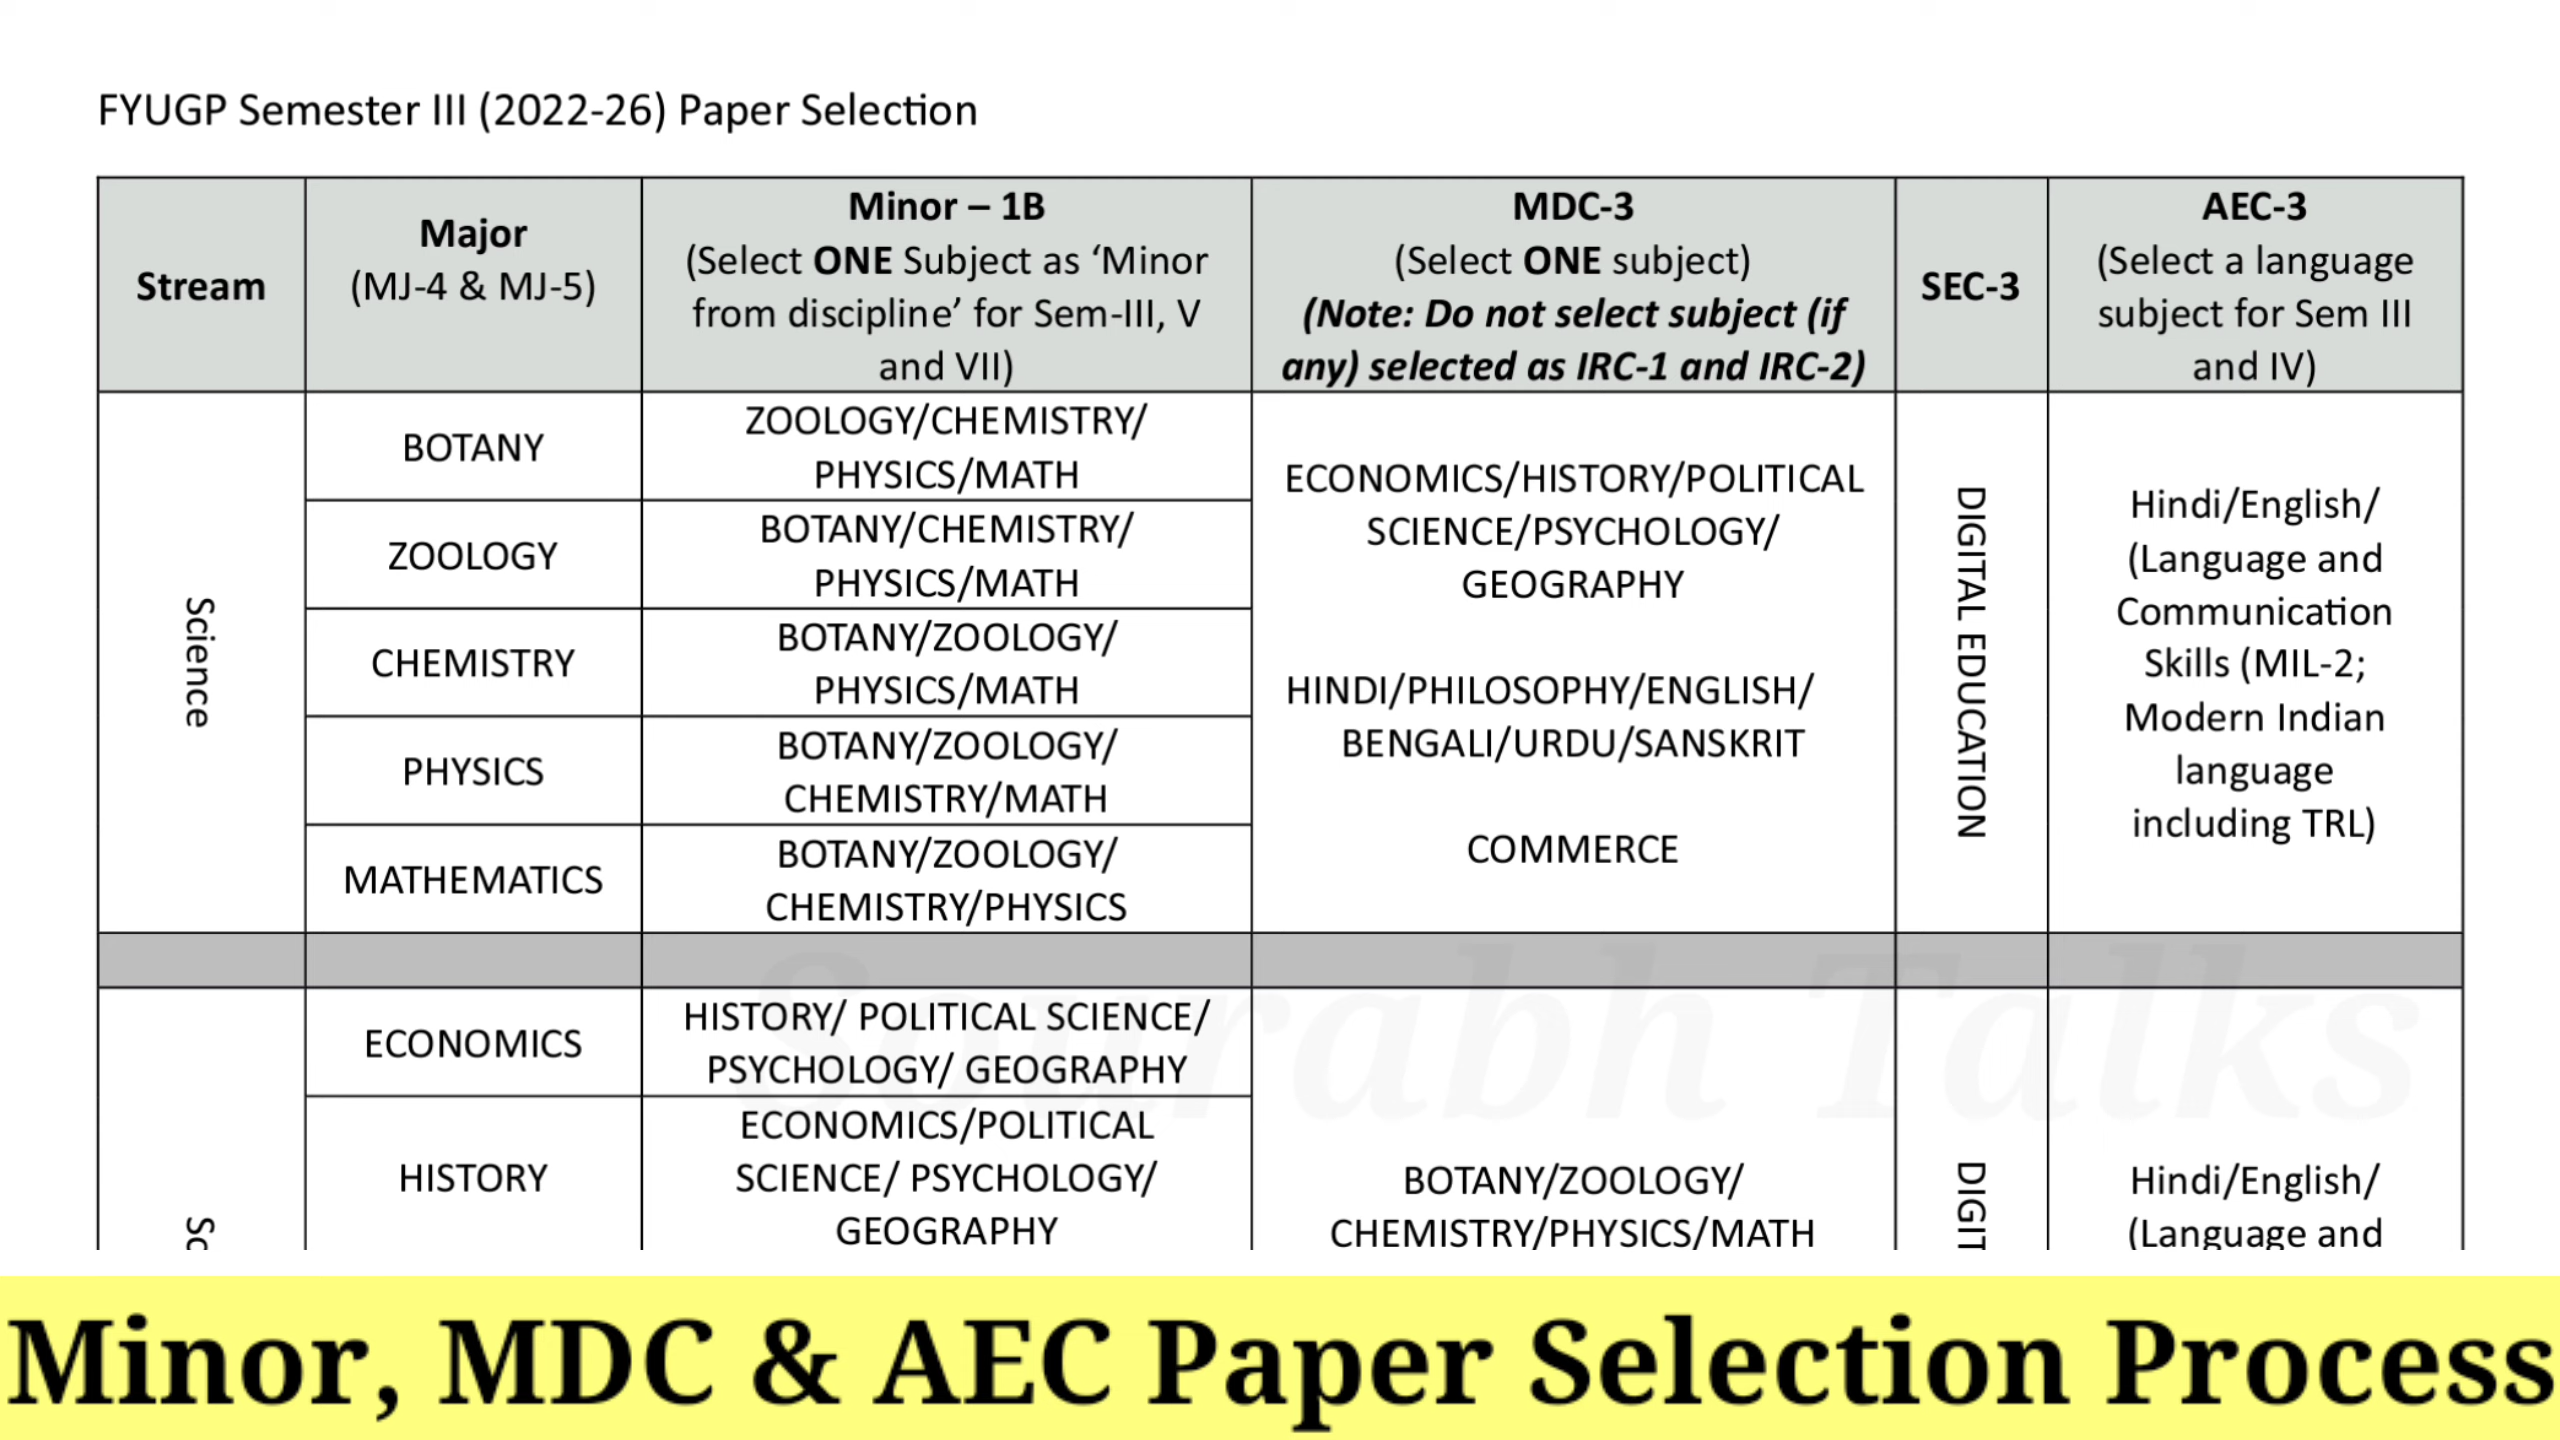 FYUGP Semester III (2022-26) Paper Selection
Stream
Major
(MJ-4 & MJ-5)
Minor – 1B
(Select ONE Subject as ‘Minor
from discipline’ for Sem-III, V
and VII)
MDC-3
(Select ONE subject)
(Note: Do not select subject (if
any) selected as IRC-1 and IRC-2)
SEC-3
AEC-3
(Select a language
subject for Sem III
and IV)
Science
BOTANY
ZOOLOGY/CHEMISTRY/
PHYSICS/MATH
ZOOLOGY
BOTANY/CHEMISTRY/
PHYSICS/MATH
CHEMISTRY
BOTANY/ZOOLOGY/
PHYSICS/MATH
PHYSICS
BOTANY/ZOOLOGY/
CHEMISTRY/MATH
MATHEMATICS
BOTANY/ZOOLOGY/
CHEMISTRY/PHYSICS
ECONOMICS/HISTORY/POLITICAL
SCIENCE/PSYCHOLOGY/
GEOGRAPHY
HINDI/PHILOSOPHY/ENGLISH/
BENGALI/URDU/SANSKRIT
COMMERCE
DIGITAL EDUCATION
Hindi/English/
(Language and
Communication
Skills (MIL-2;
Modern Indian
language
including TRL)
Sourabh Talks
ECONOMICS
HISTORY/ POLITICAL SCIENCE/
PSYCHOLOGY/ GEOGRAPHY
HISTORY
ECONOMICS/POLITICAL
SCIENCE/ PSYCHOLOGY/
GEOGRAPHY
BOTANY/ZOOLOGY/
CHEMISTRY/PHYSICS/MATH
DIGIT
Hindi/English/
(Language and
Minor, MDC & AEC Paper Selection Process